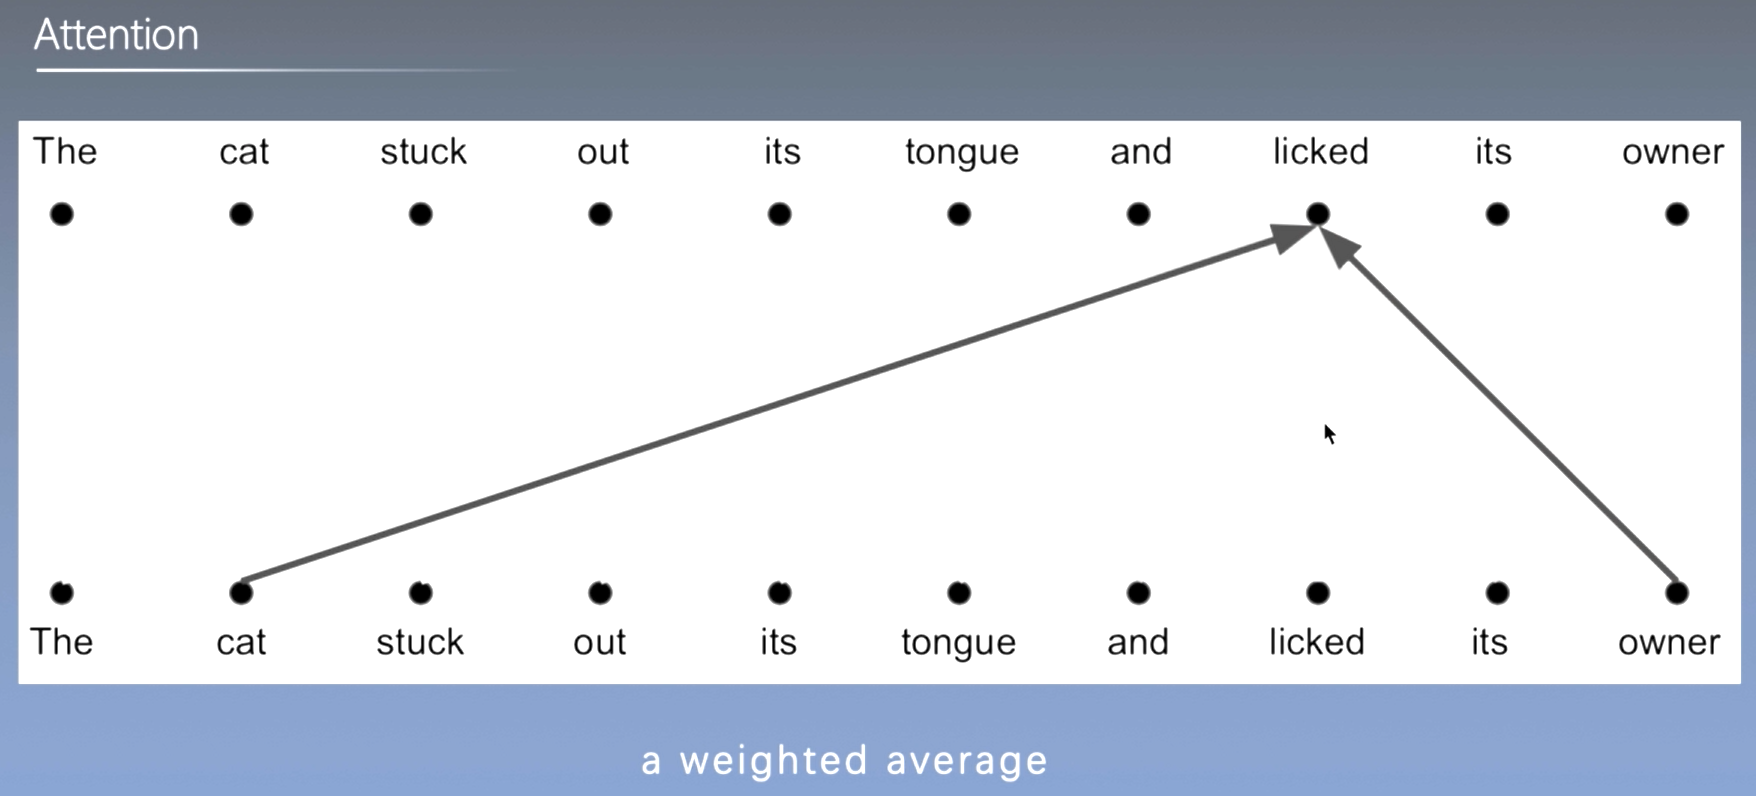 Attention
The cat stuck out its tongue and licked its owner
The cat stuck out its tongue and licked its owner
a weighted average